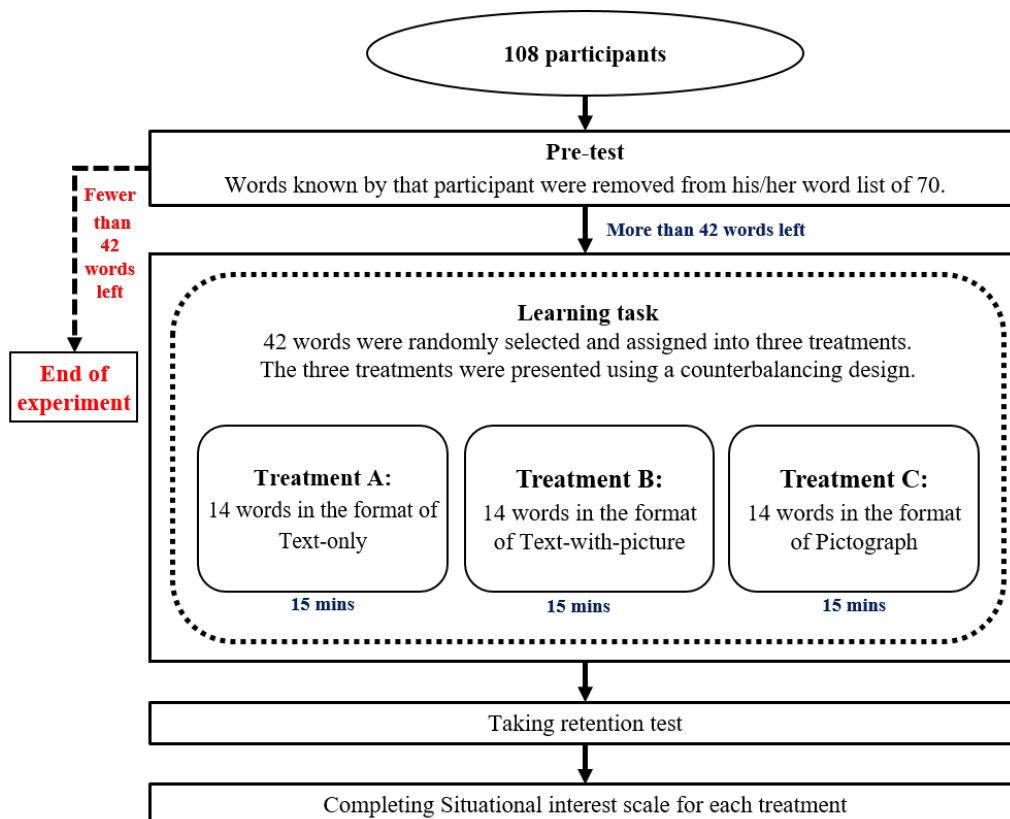 108 participants
Pre-test
Words known by that participant were removed from his/her word list of 70.
Fewer
than
42
words
left
More than 42 words left
End of
experiment
Learning task
42 words were randomly selected and assigned into three treatments.
The three treatments were presented using a counterbalancing design.
Treatment A:
14 words in the format of
Text-only
15 mins
Treatment B:
14 words in the format
of Text-with-picture
15 mins
Treatment C:
14 words in the format
of Pictograph
15 mins
Taking retention test
Completing Situational interest scale for each treatment